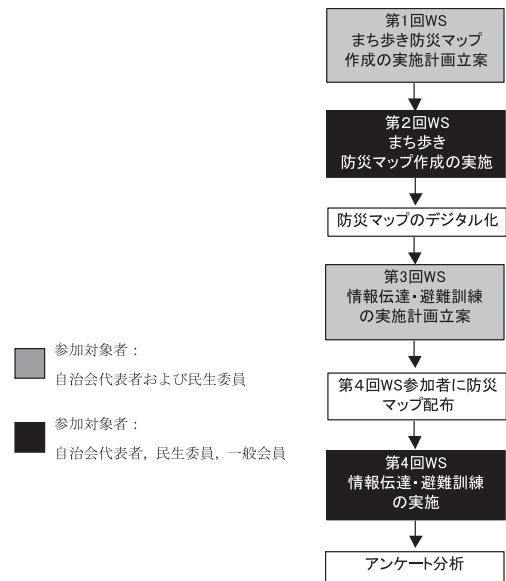 第1回WS
まち歩き防災マップ
作成の実施計画立案
第2回WS
まち歩き
防災マップ作成の実施
防災マップのデジタル化
第3回WS
情報伝達・避難訓練
の実施計画立案
参加対象者：
自治会代表者および民生委員
第4回WS参加者に防災
マップ配布
参加対象者：
自治会代表者, 民生委員, 一般会員
第4回WS
情報伝達・避難訓練
の実施
アンケート分析